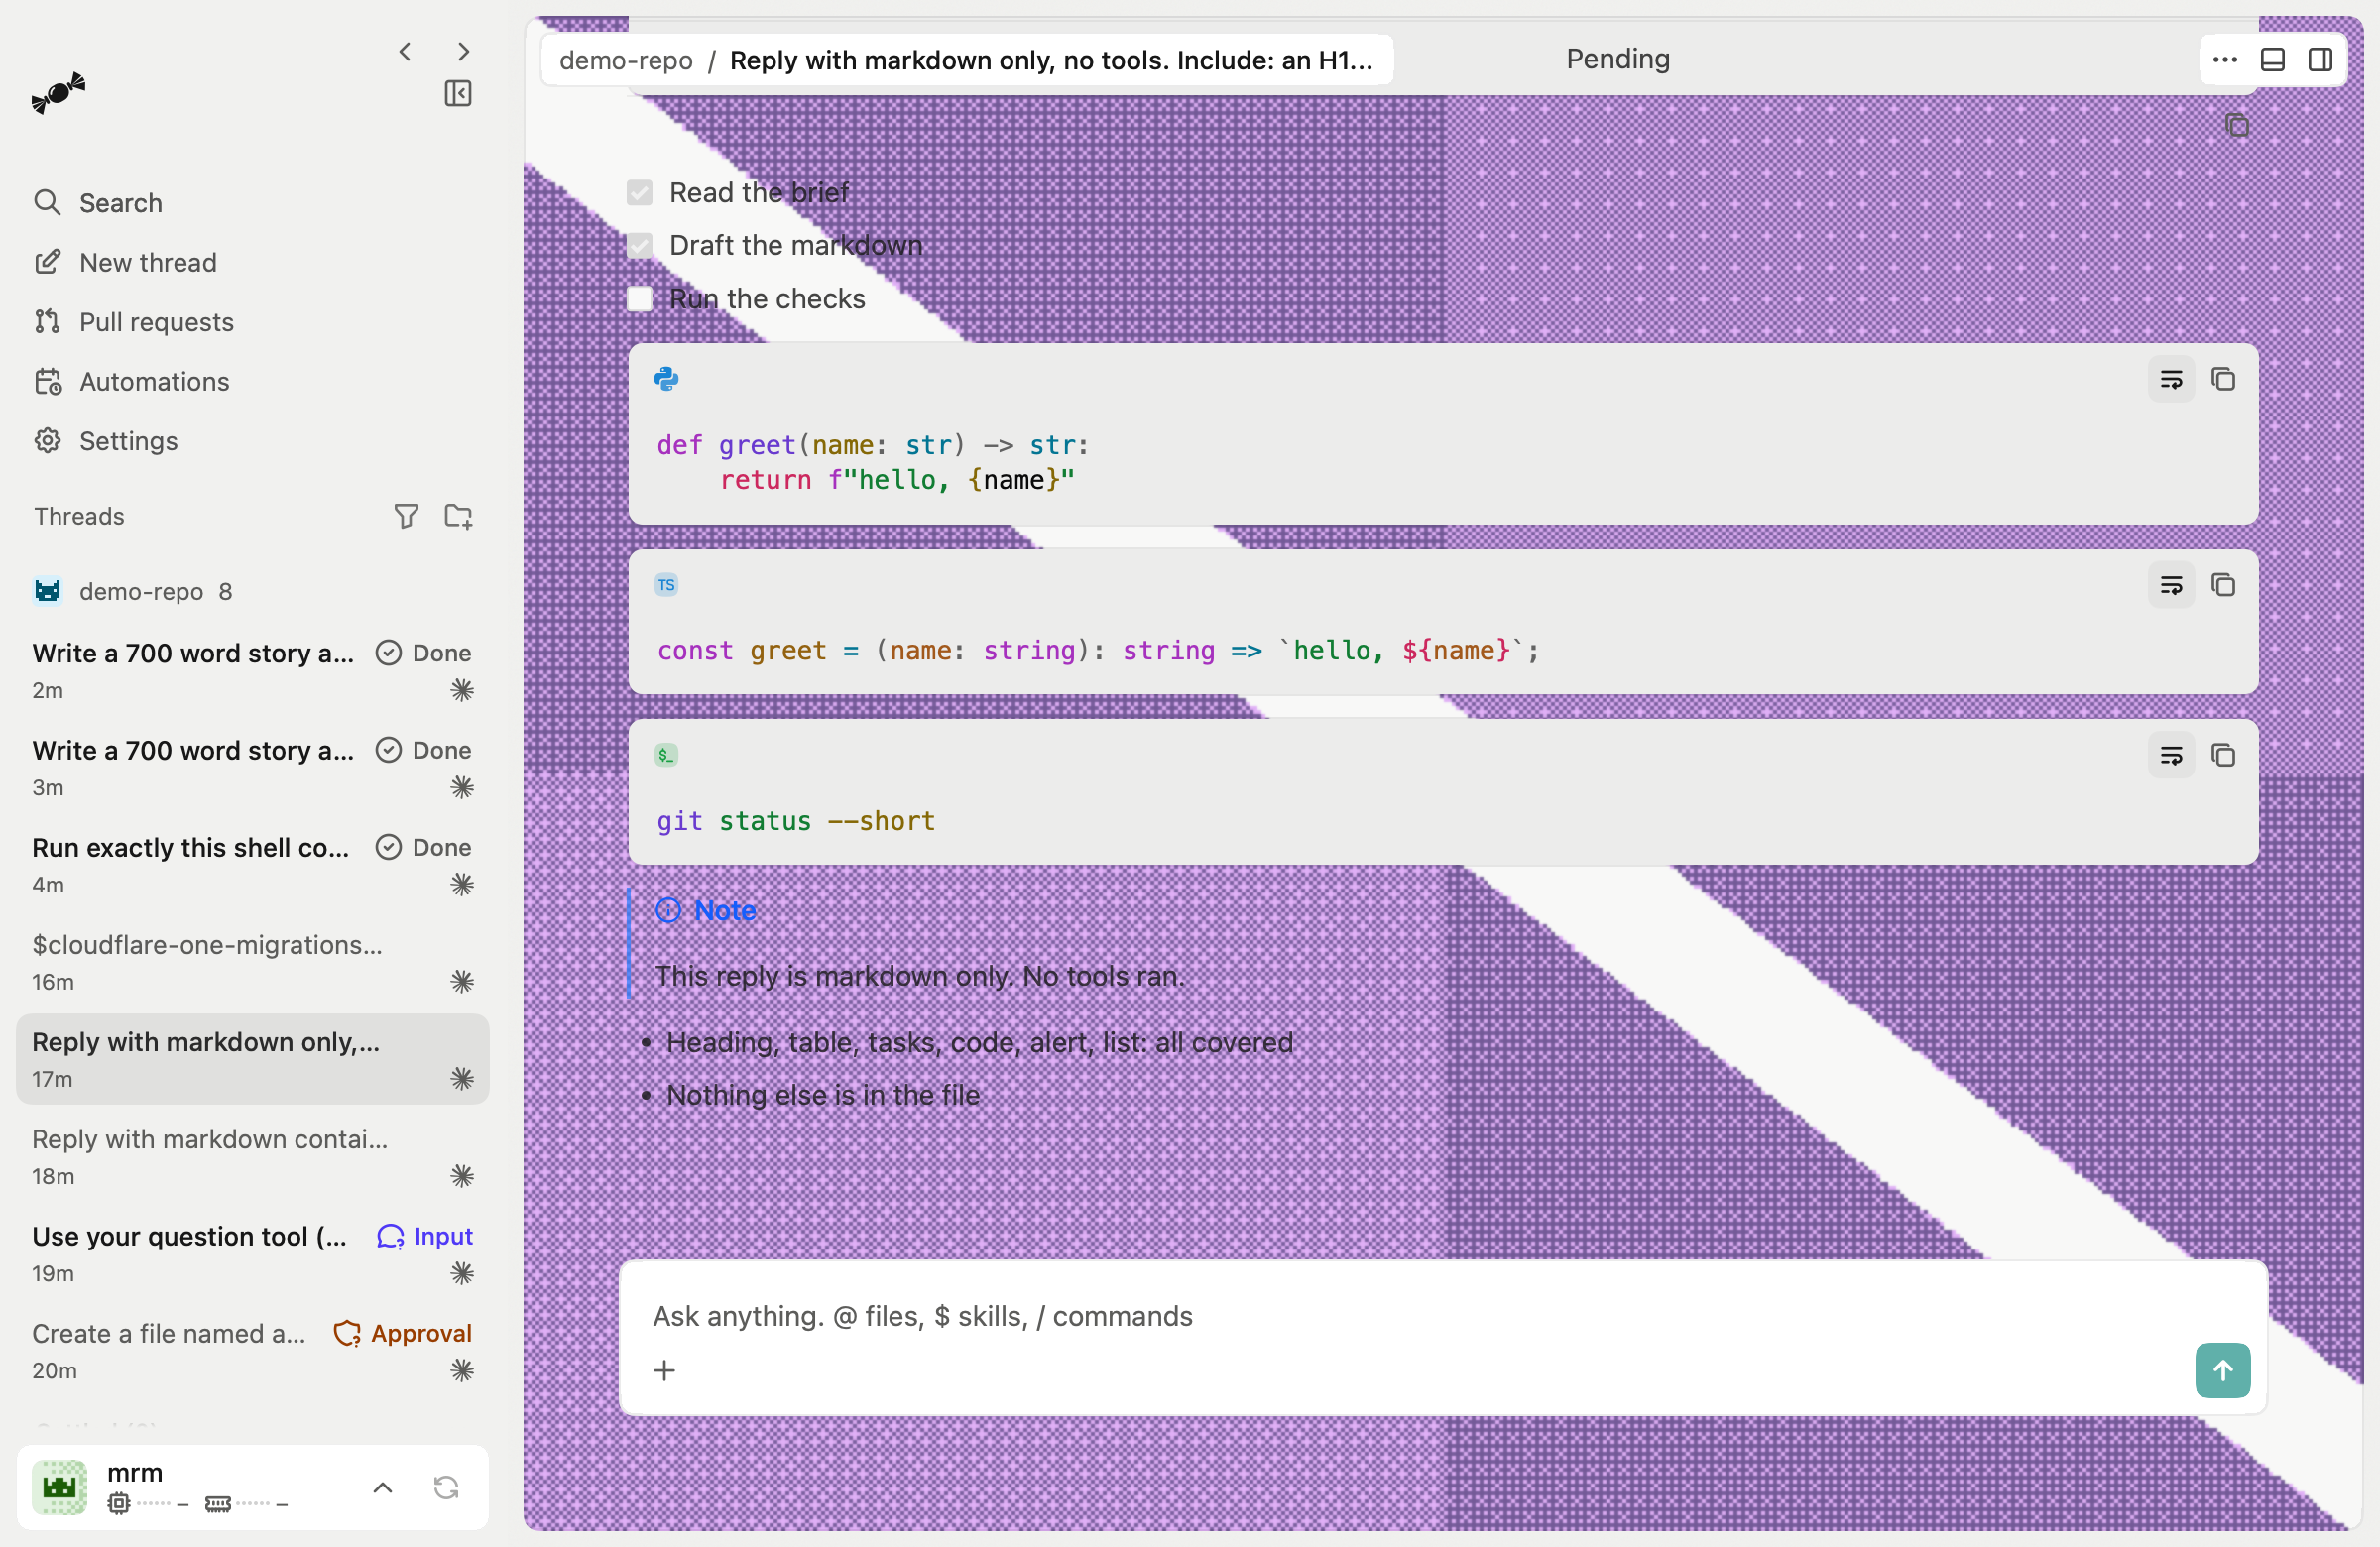 Search
New thread
Pull requests
Automations
Settings
Threads
demo-repo 8
Write a 700 word story a... Done
2m
Write a 700 word story a... Done
3m
Run exactly this shell co... Done
4m
$cloudflare-one-migrations...
16m
Reply with markdown only,...
17m
Reply with markdown contai...
18m
Use your question tool (... Input
19m
Create a file named a... Approval
20m
mrm
– –
demo-repo / Reply with markdown only, no tools. Include: an H1...
Pending
Read the brief
Draft the markdown
Run the checks
def greet(name: str) -> str:
    return f"hello, {name}"
TS
const greet = (name: string): string => `hello, ${name}`;
$_
git status --short
Note
This reply is markdown only. No tools ran.
• Heading, table, tasks, code, alert, list: all covered
• Nothing else is in the file
Ask anything. @ files, $ skills, / commands